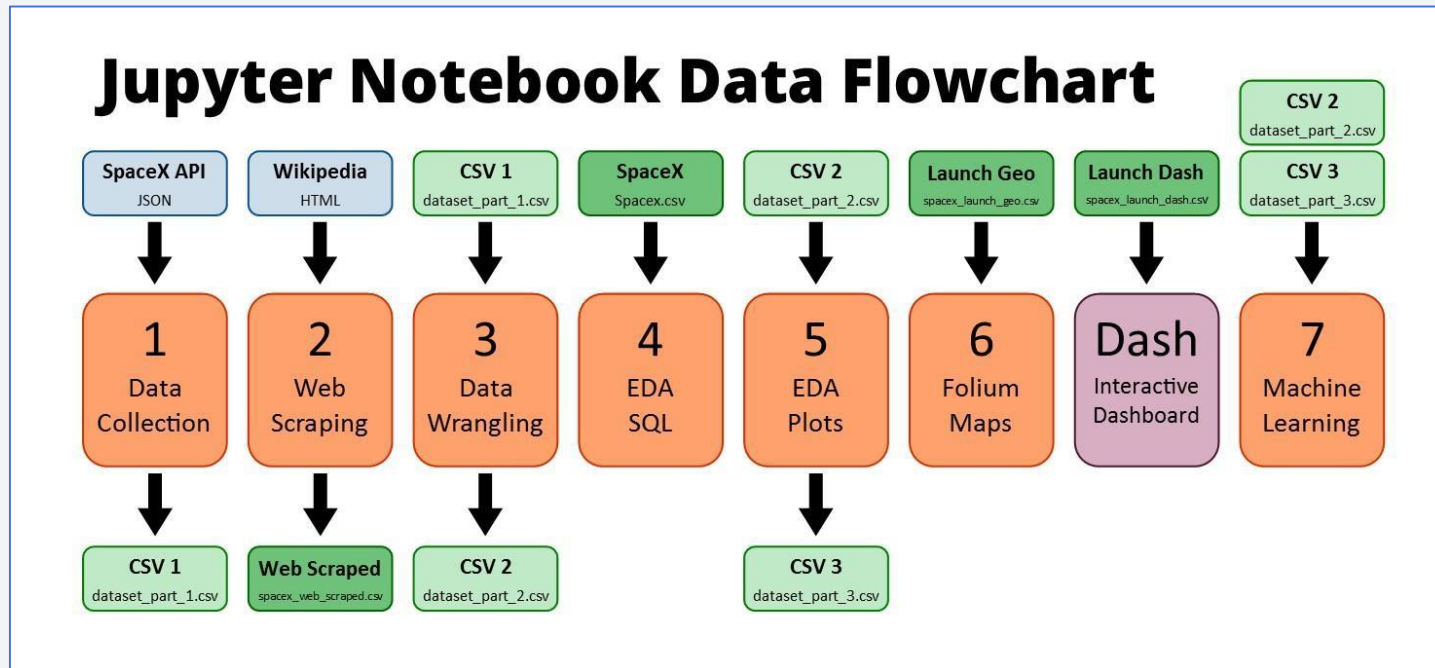 Jupyter Notebook Data Flowchart
SpaceX API
JSON
Wikipedia
HTML
CSV 1
dataset_part_1.csv
SpaceX
Spacex.csv
CSV 2
dataset_part_2.csv
Launch Geo
spacex_launch_geo.csv
Launch Dash
spacex_launch_dash.csv
CSV 2
dataset_part_2.csv
CSV 3
dataset_part_3.csv
1
Data
Collection
2
Web
Scraping
3
Data
Wrangling
4
EDA
SQL
5
EDA
Plots
6
Folium
Maps
Dash
Interactive
Dashboard
7
Machine
Learning
CSV 1
dataset_part_1.csv
Web Scraped
spacex_web_scraped.csv
CSV 2
dataset_part_2.csv
CSV 3
dataset_part_3.csv